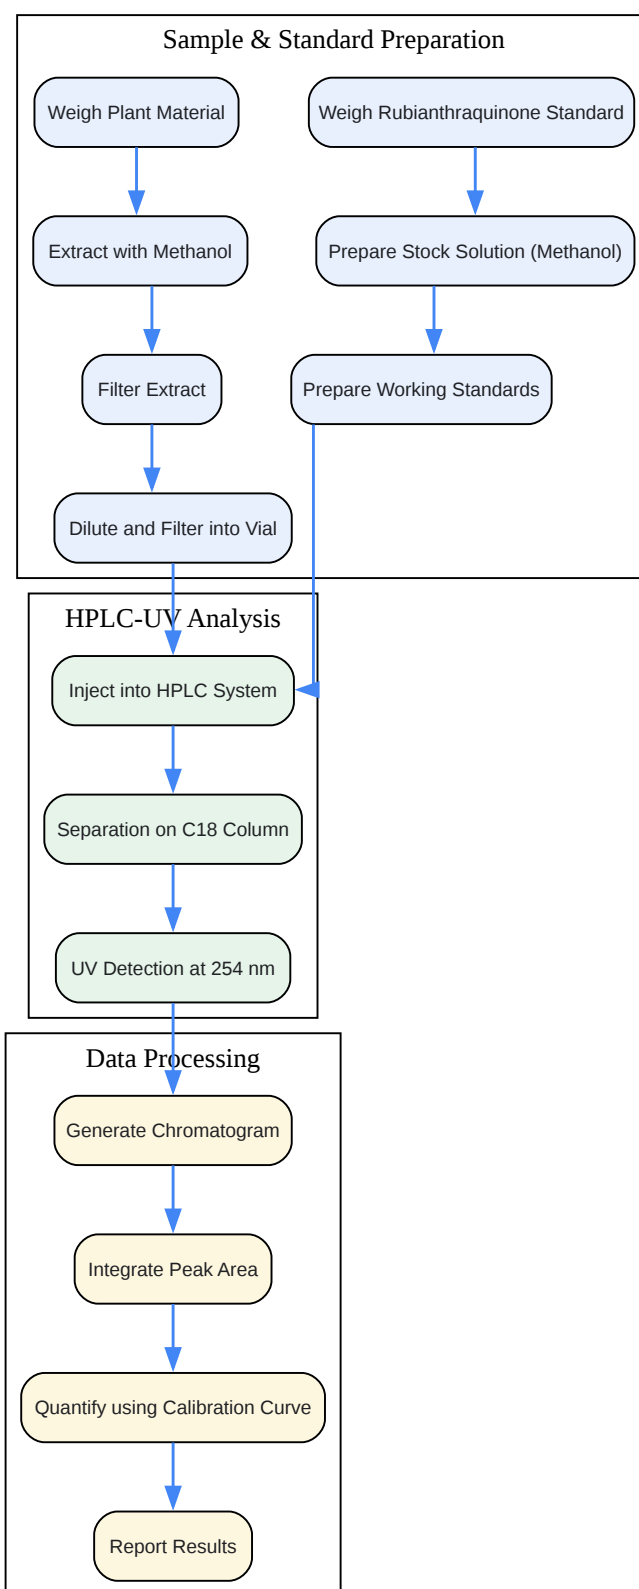 Sample & Standard Preparation
Weigh Plant Material
Weigh Rubianthraquinone Standard
Extract with Methanol
Prepare Stock Solution (Methanol)
Filter Extract
Prepare Working Standards
Dilute and Filter into Vial
HPLC-UV Analysis
Inject into HPLC System
Separation on C18 Column
UV Detection at 254 nm
Data Processing
Generate Chromatogram
Integrate Peak Area
Quantify using Calibration Curve
Report Results